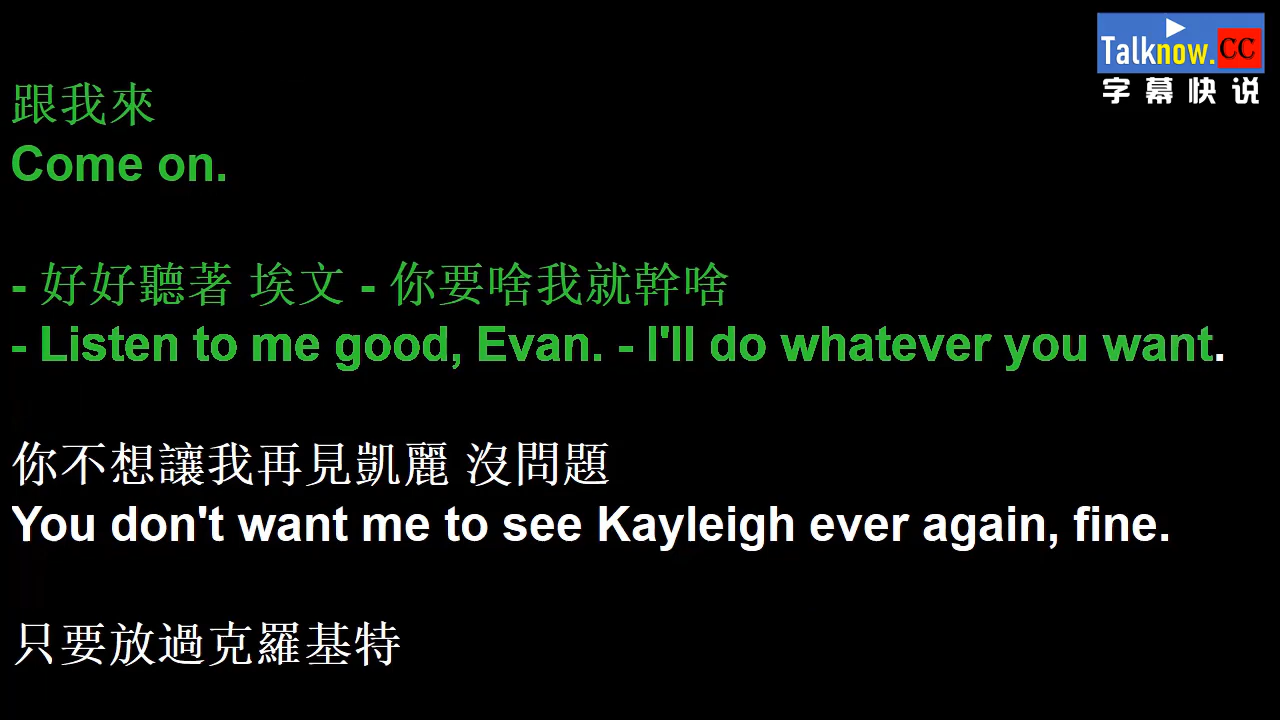 Talknow.CC
字幕快说
跟我來
Come on.
- 好好聽著 埃文 - 你要啥我就幹啥
- Listen to me good, Evan. - I'll do whatever you want.
你不想讓我再見凱麗 沒問題
You don't want me to see Kayleigh ever again, fine.
只要放過克羅基特